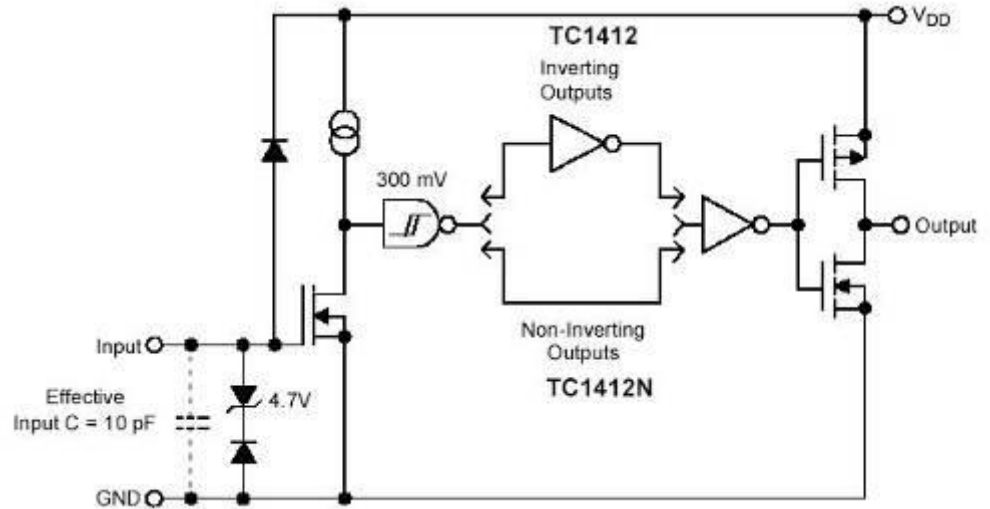 V_DD
TC1412
Inverting
Outputs
300 mV
Output
Input
Non-Inverting
Outputs
TC1412N
Effective
Input C = 10 pF
4.7V
GND